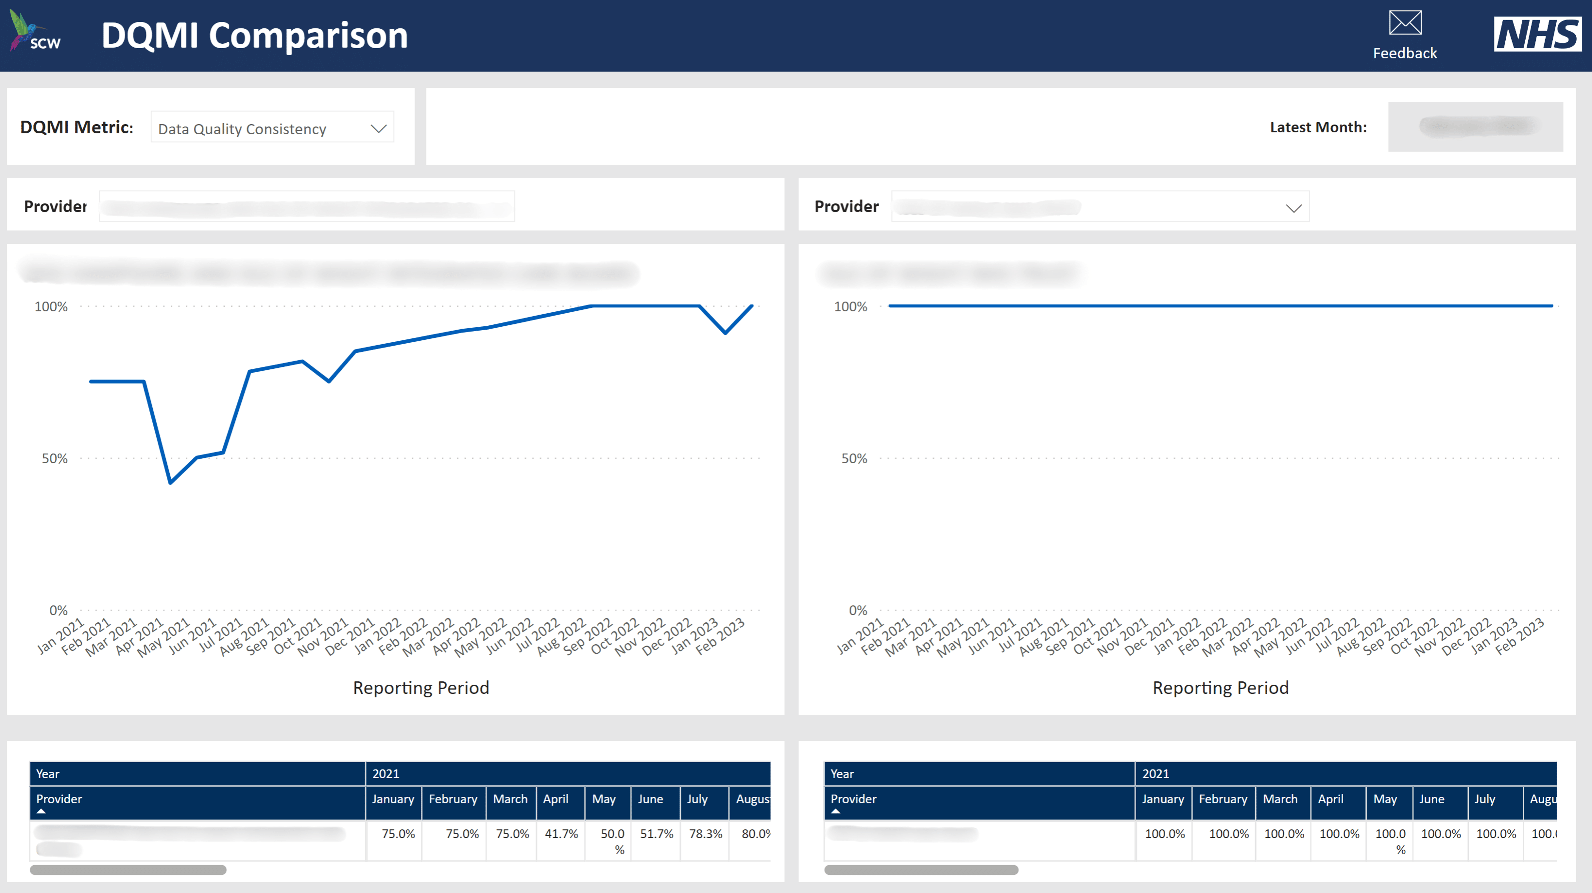 SCW
DQMI Comparison
Feedback
NHS
DQMI Metric:
Data Quality Consistency
Latest Month:
Provider
Provider
100%
50%
0%
Jan 2021
Feb 2021
Mar 2021
Apr 2021
May 2021
Jun 2021
Jul 2021
Aug 2021
Sep 2021
Oct 2021
Nov 2021
Dec 2021
Jan 2022
Feb 2022
Mar 2022
Apr 2022
May 2022
Jun 2022
Jul 2022
Aug 2022
Sep 2022
Oct 2022
Nov 2022
Dec 2022
Jan 2023
Feb 2023
Reporting Period
100%
50%
0%
Jan 2021
Feb 2021
Mar 2021
Apr 2021
May 2021
Jun 2021
Jul 2021
Aug 2021
Sep 2021
Oct 2021
Nov 2021
Dec 2021
Jan 2022
Feb 2022
Mar 2022
Apr 2022
May 2022
Jun 2022
Jul 2022
Aug 2022
Sep 2022
Oct 2022
Nov 2022
Dec 2022
Jan 2023
Feb 2023
Reporting Period
Year 2021
Provider January February March April May June July Augus
75.0% 75.0% 75.0% 41.7% 50.0 51.7% 78.3% 80.0%
%
Year 2021
Provider January February March April May June July Augu
100.0% 100.0% 100.0% 100.0% 100.0 100.0% 100.0% 100.
%